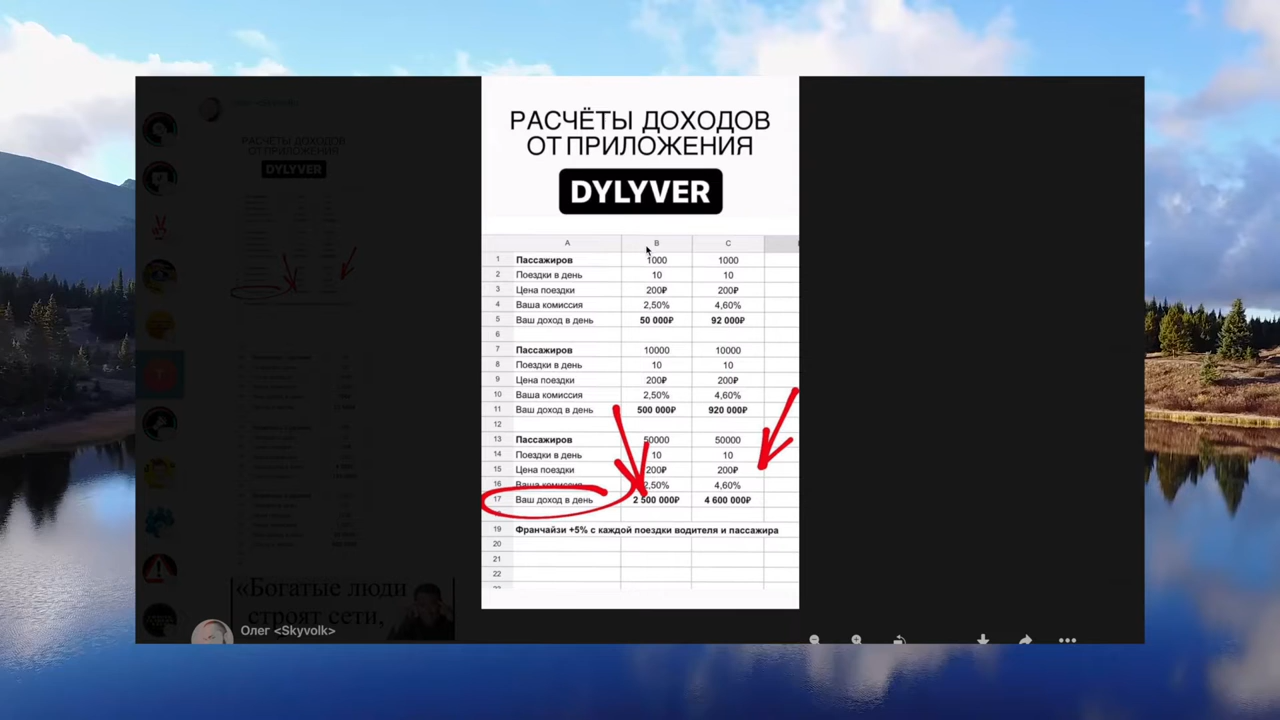 РАСЧЁТЫ ДОХОДОВ
ОТ ПРИЛОЖЕНИЯ
DYLYVER
A B C
1 Пассажиров 1000 1000
2 Поездки в день 10 10
3 Цена поездки 200₽ 200₽
4 Ваша комиссия 2,50% 4,60%
5 Ваш доход в день 50 000₽ 92 000₽
6
7 Пассажиров 10000 10000
8 Поездки в день 10 10
9 Цена поездки 200₽ 200₽
10 Ваша комиссия 2,50% 4,60%
11 Ваш доход в день 500 000₽ 920 000₽
12
13 Пассажиров 50000 50000
14 Поездки в день 10 10
15 Цена поездки 200₽ 200₽
16 Ваша комиссия 2,50% 4,60%
17 Ваш доход в день 2 500 000₽ 4 600 000₽
19 Франчайзи +5% с каждой поездки водителя и пассажира
20
21
22
РАСЧЁТЫ ДОХОДОВ
ОТ ПРИЛОЖЕНИЯ
DYLYVER
«Богатые люди
строят сети,
Олег <Skyvolk>